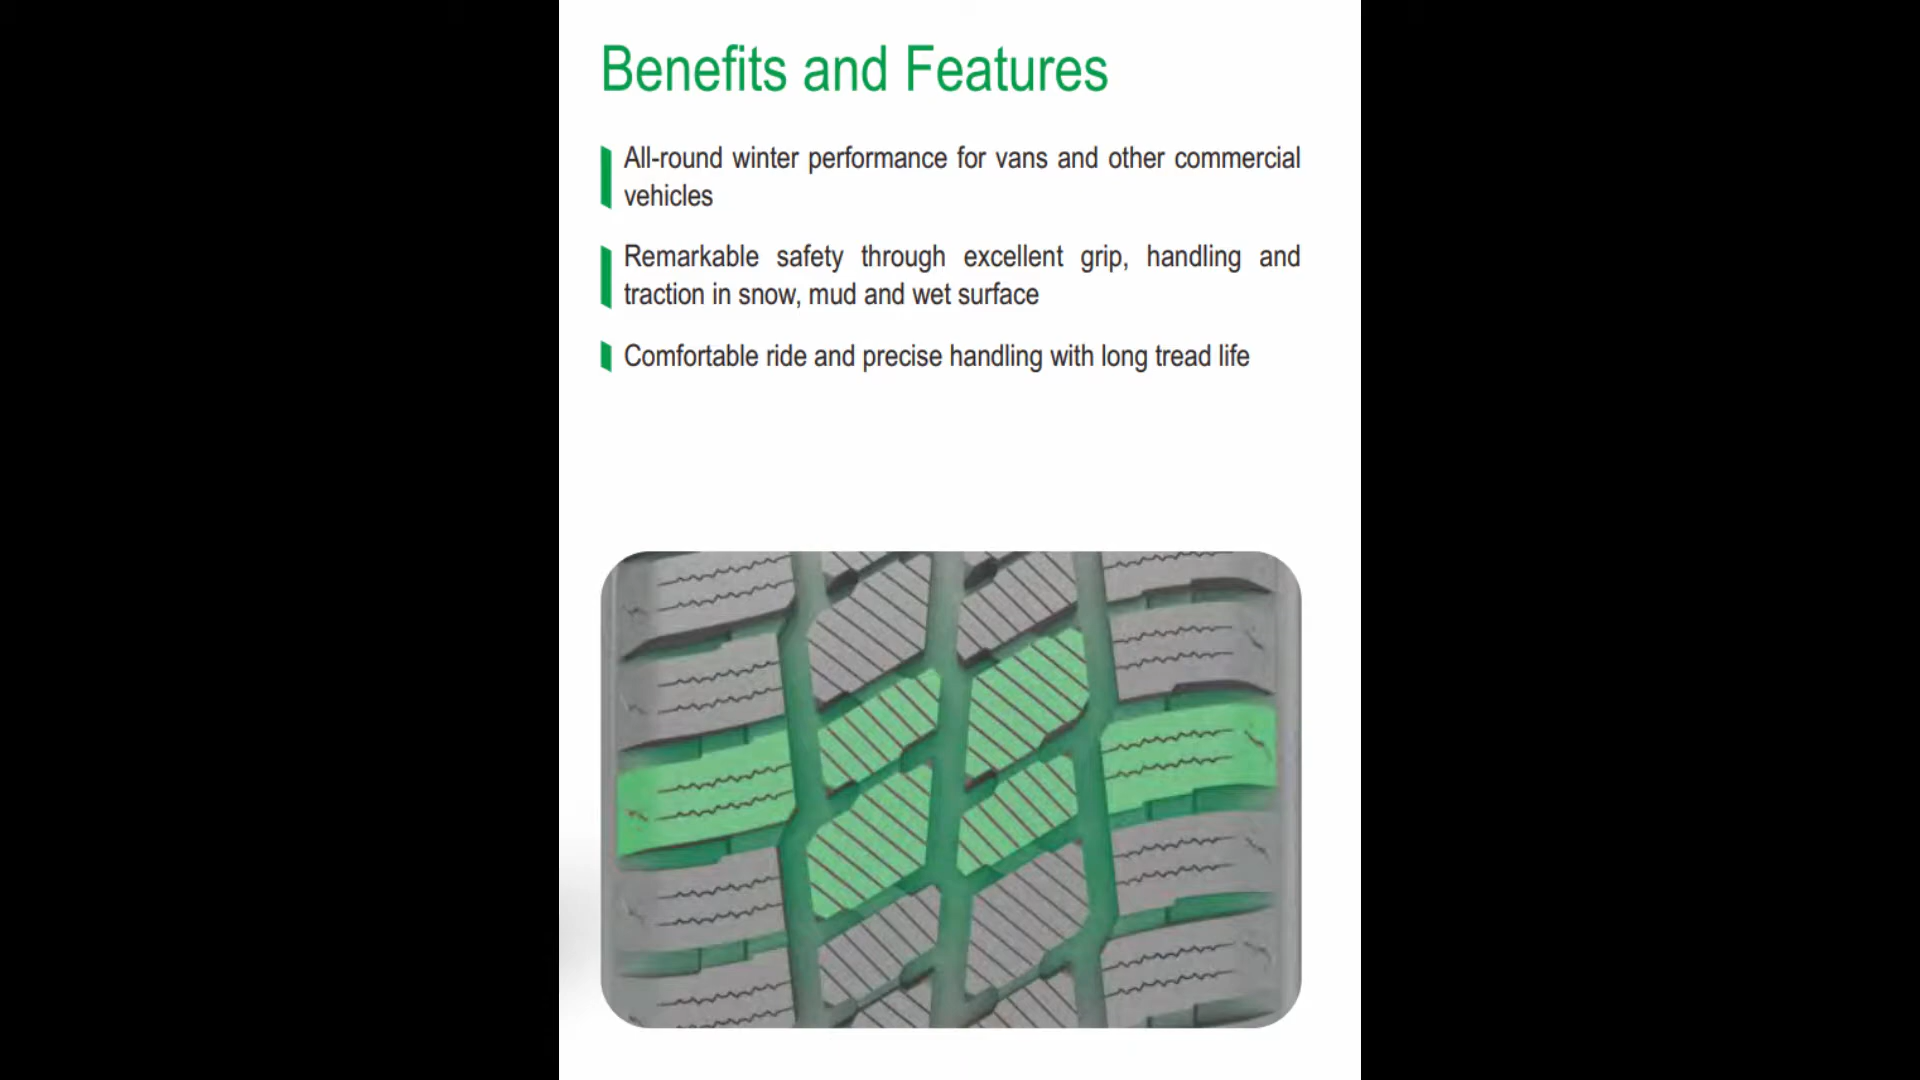 Benefits and Features
All-round winter performance for vans and other commercial
vehicles
Remarkable safety through excellent grip, handling and
traction in snow, mud and wet surface
Comfortable ride and precise handling with long tread life